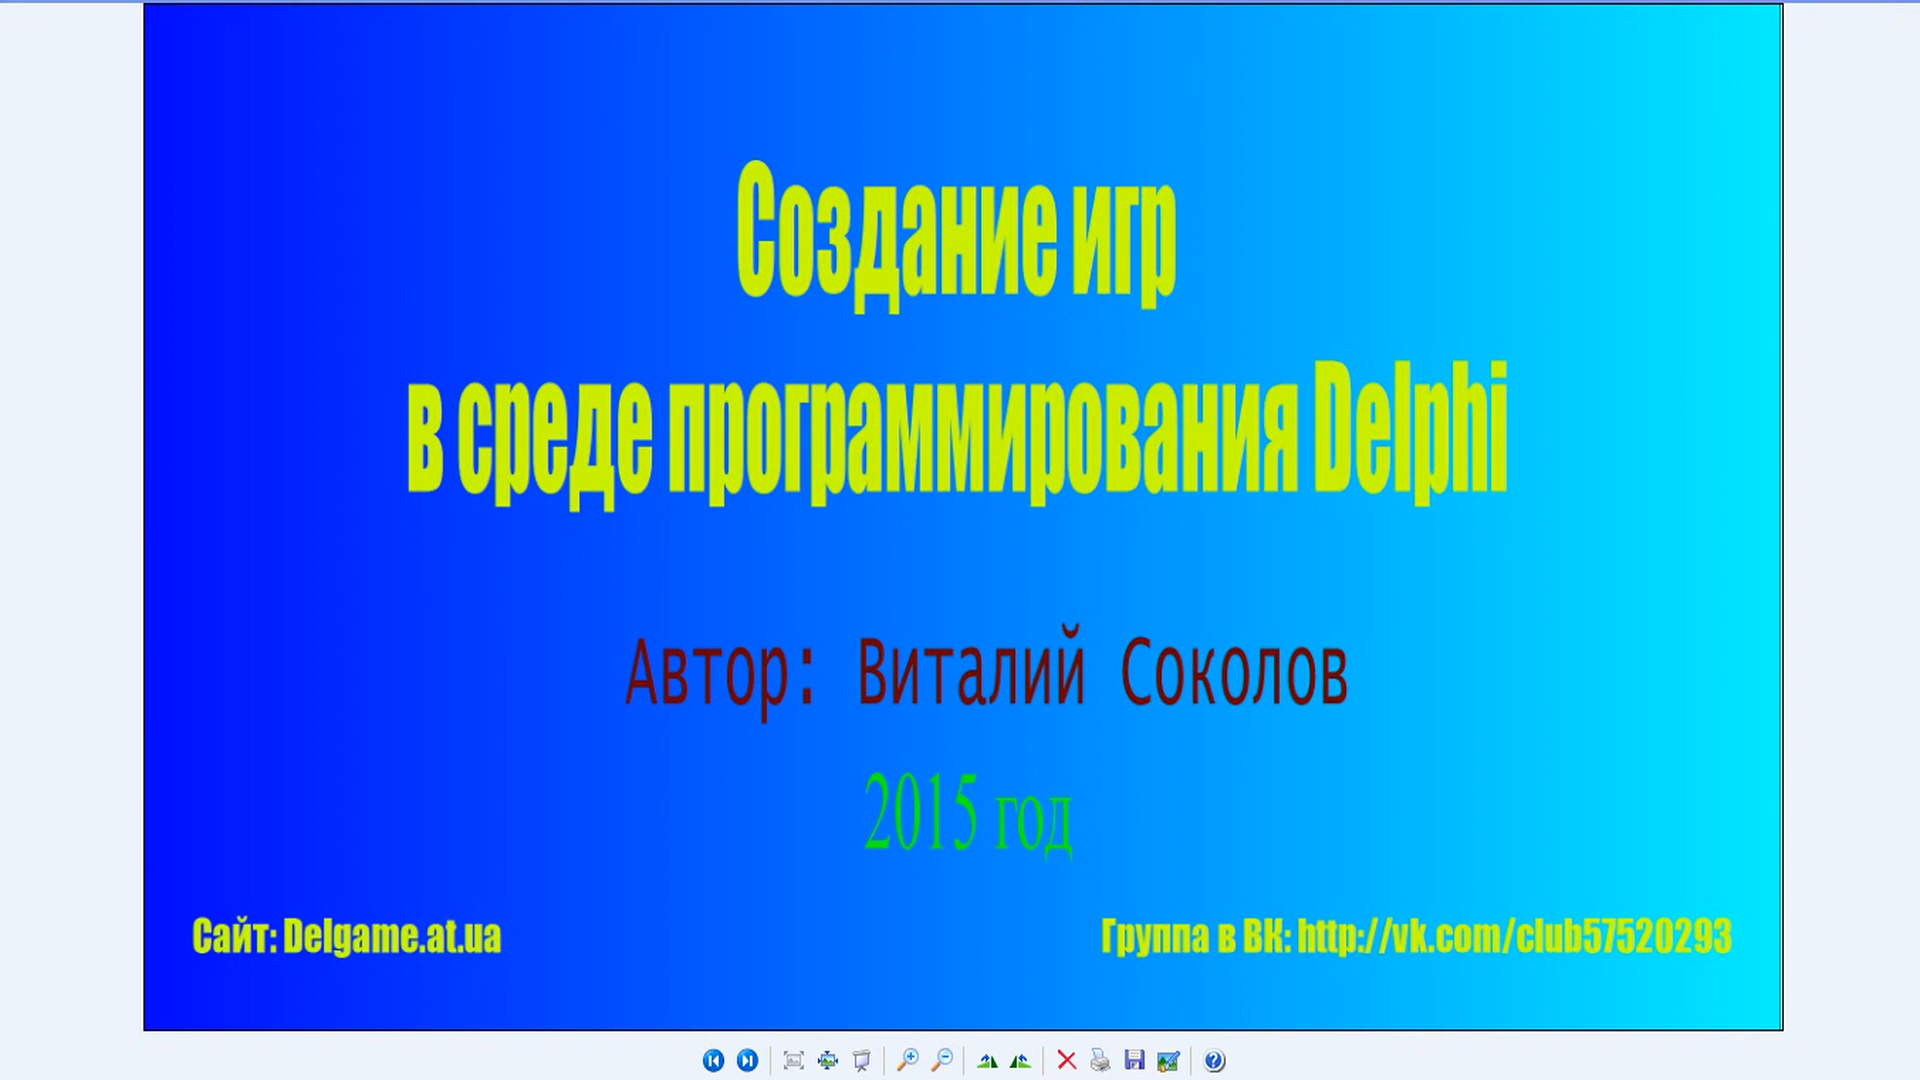 Создание игр
в среде программирования Delphi
Автор: Виталий Соколов
2015 год
Сайт: Delgame.at.ua
Группа в ВК: http://vk.com/club57520293